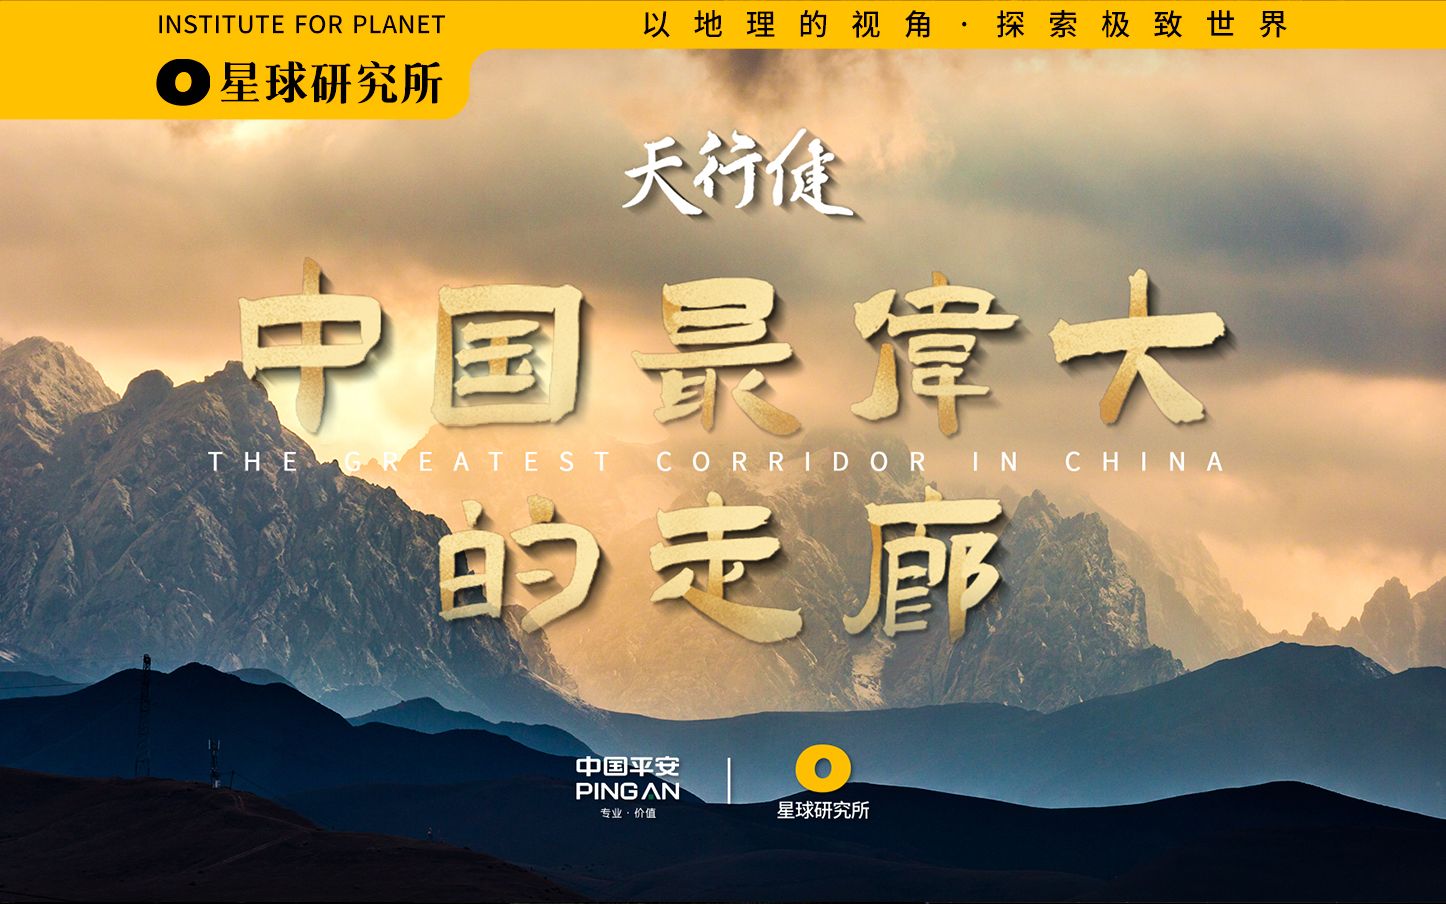 INSTITUTE FOR PLANET
以地理的视角·探索极致世界
星球研究所
天行健
中国最偉大
THE GREATEST CORRIDOR IN CHINA
的走廊
中国平安
PING AN
专业·价值
星球研究所